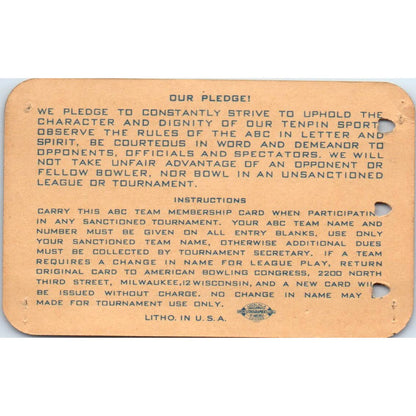 OUR PLEDGE!
WE PLEDGE TO CONSTANTLY STRIVE TO UPHOLD THE
CHARACTER AND DIGNITY OF OUR TENPIN SPORT,
OBSERVE THE RULES OF THE ABC IN LETTER AND
SPIRIT, BE COURTEOUS IN WORD AND DEMEANOR TO
OPPONENTS, OFFICIALS AND SPECTATORS. WE WILL
NOT TAKE UNFAIR ADVANTAGE OF AN OPPONENT OR
FELLOW BOWLER, NOR BOWL IN AN UNSANCTIONED
LEAGUE OR TOURNAMENT.
INSTRUCTIONS
CARRY THIS ABC TEAM MEMBERSHIP CARD WHEN PARTICIPATIN
IN ANY SANCTIONED TOURNAMENT. YOUR ABC TEAM NAME AND
NUMBER MUST BE GIVEN ON ALL ENTRY BLANKS, USE ONLY
YOUR SANCTIONED TEAM NAME, OTHERWISE ADDITIONAL DUES
MUST BE COLLECTED BY TOURNAMENT SECRETARY. IF A TEAM
REQUIRES A CHANGE IN NAME FOR LEAGUE PLAY, RETURN
ORIGINAL CARD TO AMERICAN BOWLING CONGRESS, 2200 NORTH
THIRD STREET, MILWAUKEE, 12 WISCONSIN, AND A NEW CARD WILL
BE ISSUED WITHOUT CHARGE. NO CHANGE IN NAME MAY
MADE FOR TOURNAMENT USE ONLY.
LITHO. IN U.S.A.